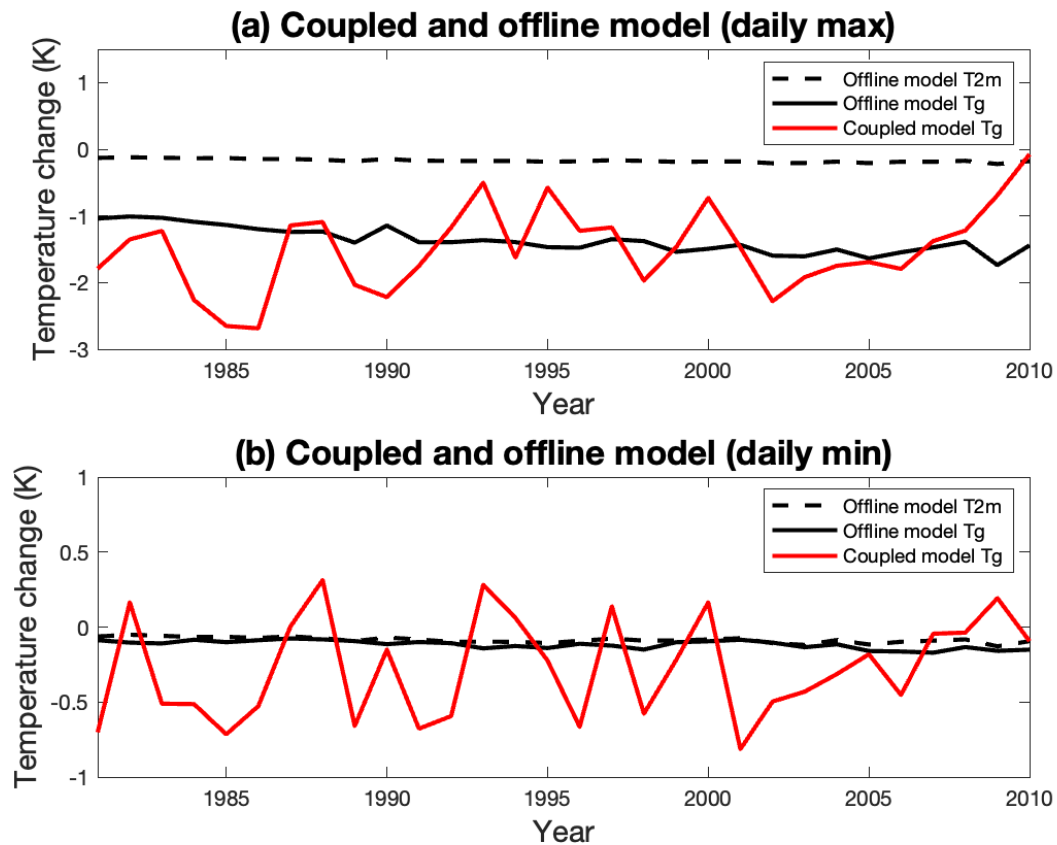 (a) Coupled and offline model (daily max)
Temperature change (K)
1
0
-1
-2
-3
Offline model T2m
Offline model Tg
Coupled model Tg
1985 1990 1995 2000 2005 2010
Year
(b) Coupled and offline model (daily min)
Temperature change (K)
1
0.5
0
-0.5
-1
Offline model T2m
Offline model Tg
Coupled model Tg
1985 1990 1995 2000 2005 2010
Year